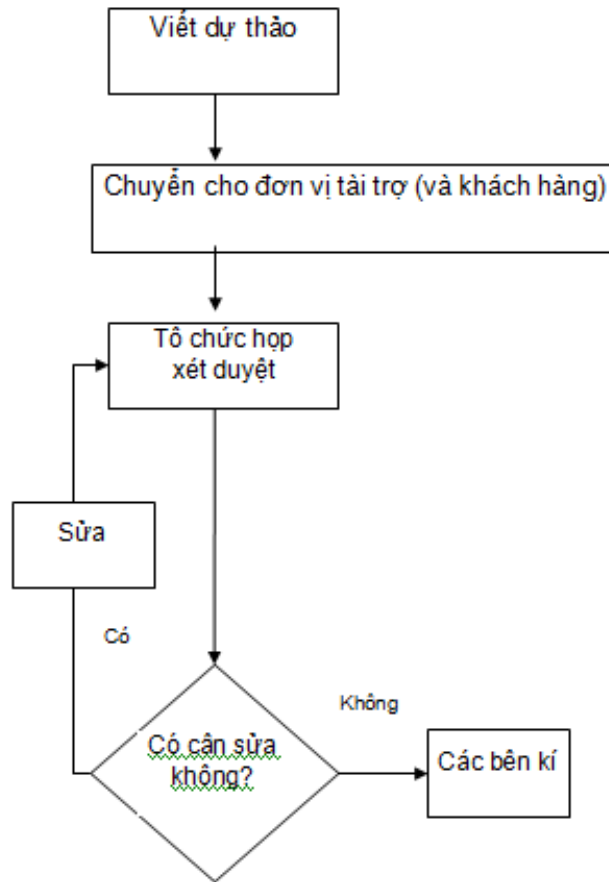 Viết dự thảo
Chuyển cho đơn vị tài trợ (và khách hàng)
Tô chức họp
xét duyệt
Sửa
Có
Không
Có cân sửa
không?
Các bên kí